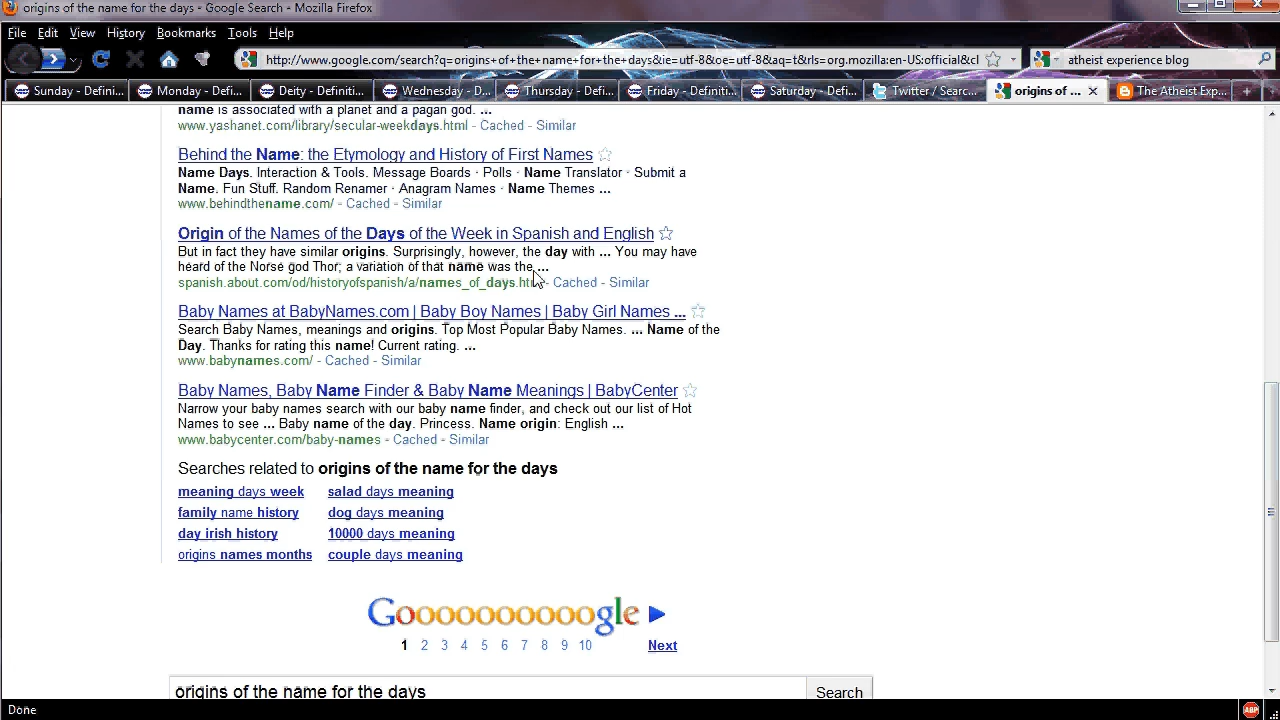 origins of the name for the days - Google Search - Mozilla Firefox
File Edit View History Bookmarks Tools Help
http://www.google.com/search?q=origins+of+the+name+for+the+days&ie=utf-8&oe=utf-8&aq=t&rls=org.mozilla:en-US:official&cl atheist experience blog
Sunday - Defini... Monday - Defini... Deity - Definiti... Wednesday - D... Thursday - Defi... Friday - Definiti... Saturday - Defi... Twitter / Searc... origins of ... The Atheist Exp...
name is associated with a planet and a pagan god. ...
www.yashanet.com/library/secular-weekdays.html - Cached - Similar
Behind the Name: the Etymology and History of First Names
Name Days. Interaction & Tools. Message Boards · Polls · Name Translator · Submit a
Name. Fun Stuff. Random Renamer · Anagram Names · Name Themes ...
www.behindthename.com/ - Cached - Similar
Origin of the Names of the Days of the Week in Spanish and English
But in fact they have similar origins. Surprisingly, however, the day with ... You may have
heard of the Norse god Thor; a variation of that name was the ...
spanish.about.com/od/historyofspanish/a/names_of_days.ht - Cached - Similar
Baby Names at BabyNames.com | Baby Boy Names | Baby Girl Names ...
Search Baby Names, meanings and origins. Top Most Popular Baby Names. ... Name of the
Day. Thanks for rating this name! Current rating. ...
www.babynames.com/ - Cached - Similar
Baby Names, Baby Name Finder & Baby Name Meanings | BabyCenter
Narrow your baby names search with our baby name finder, and check out our list of Hot
Names to see ... Baby name of the day. Princess. Name origin: English ...
www.babycenter.com/baby-names - Cached - Similar
Searches related to origins of the name for the days
meaning days week salad days meaning
family name history dog days meaning
day irish history 10000 days meaning
origins names months couple days meaning
Goooooooooogle
1 2 3 4 5 6 7 8 9 10 Next
origins of the name for the days Search
Done ABP